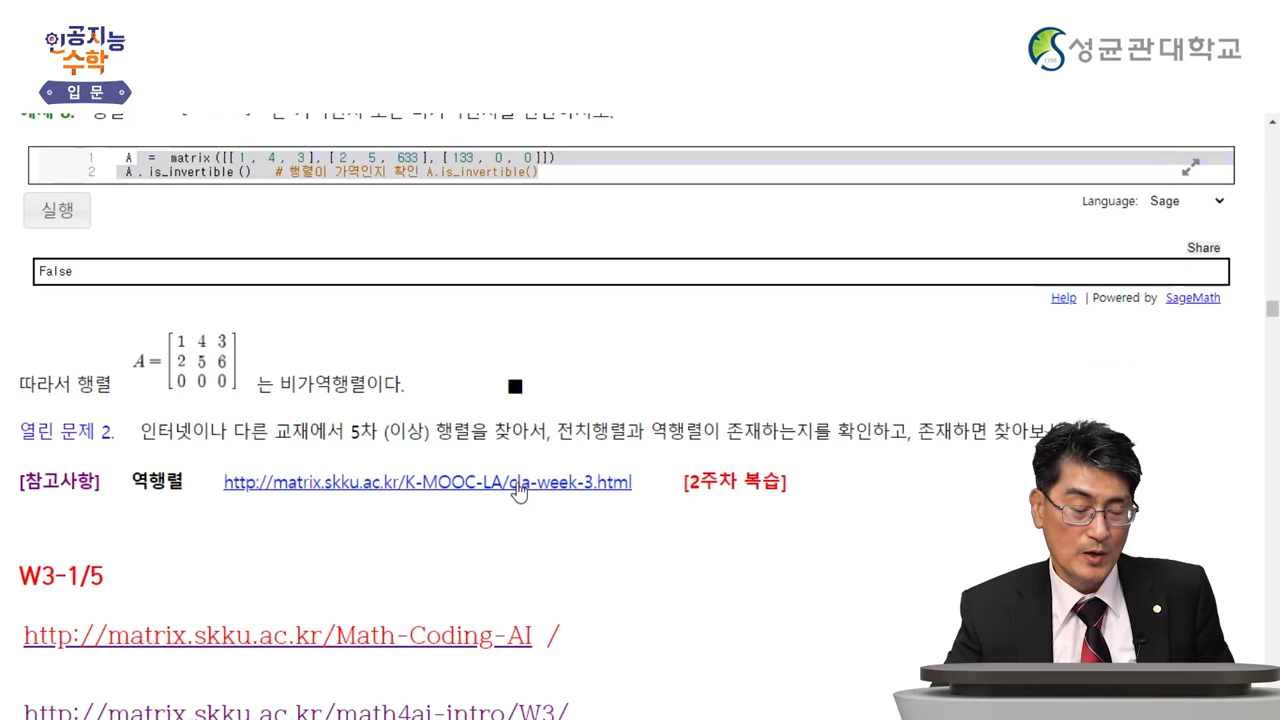 인공지능
수학
입문
성균관대학교
1 A = matrix([[1, 4, 3], [2, 5, 633], [133, 0, 0]])
2 A.is_invertible() # 행렬이 가역인지 확인 A.is_invertible()
실행
Language: Sage
Share
False
Help | Powered by SageMath
따라서 행렬 A = [1 4 3
2 5 6
0 0 0] 는 비가역행렬이다. ■
열린 문제 2. 인터넷이나 다른 교재에서 5차 (이상) 행렬을 찾아서, 전치행렬과 역행렬이 존재하는지를 확인하고, 존재하면
[참고사항] 역행렬 http://matrix.skku.ac.kr/K-MOOC-LA/cla-week-3.html [2주차 복습]
W3-1/5
http://matrix.skku.ac.kr/Math-Coding-AI /
http://matrix.skku.ac.kr/math4ai-intro/W3/